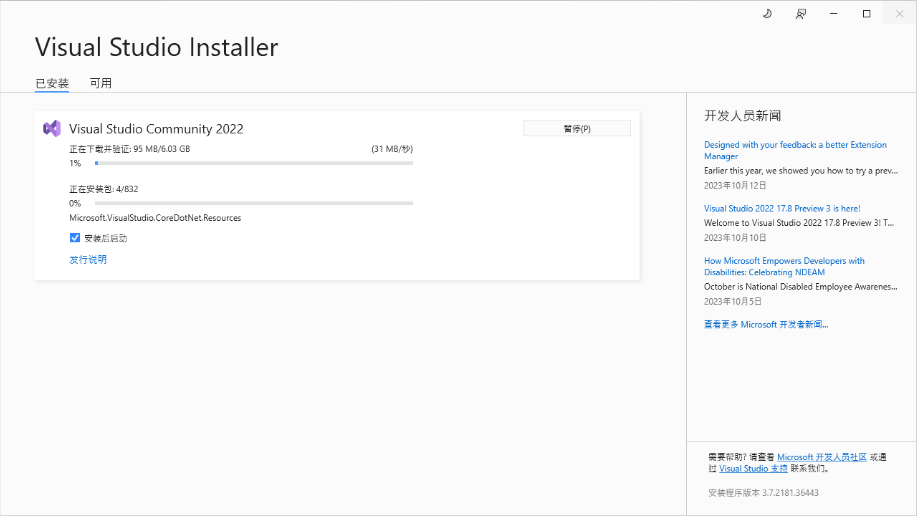 Visual Studio Installer
已安装 可用
Visual Studio Community 2022
暂停(P)
正在下载并验证: 95 MB/6.03 GB (31 MB/秒)
1%
正在安装包: 4/832
0%
Microsoft.VisualStudio.CoreDotNet.Resources
安装后启动
发行说明
开发人员新闻
Designed with your feedback: a better Extension
Manager
Earlier this year, we showed you how to try a prev...
2023年10月12日
Visual Studio 2022 17.8 Preview 3 is here!
Welcome to Visual Studio 2022 17.8 Preview 3! T...
2023年10月10日
How Microsoft Empowers Developers with
Disabilities: Celebrating NDEAM
October is National Disabled Employee Awarenes...
2023年10月5日
查看更多 Microsoft 开发者新闻...
需要帮助? 请查看 Microsoft 开发人员社区 或通
过 Visual Studio 支持 联系我们。
安装程序版本 3.7.2181.36443